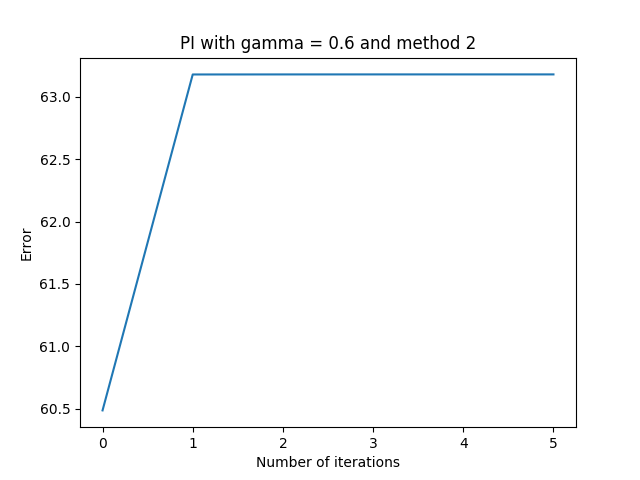 PI with gamma = 0.6 and method 2
63.0
62.5
62.0
61.5
61.0
60.5
Error
0 1 2 3 4 5
Number of iterations